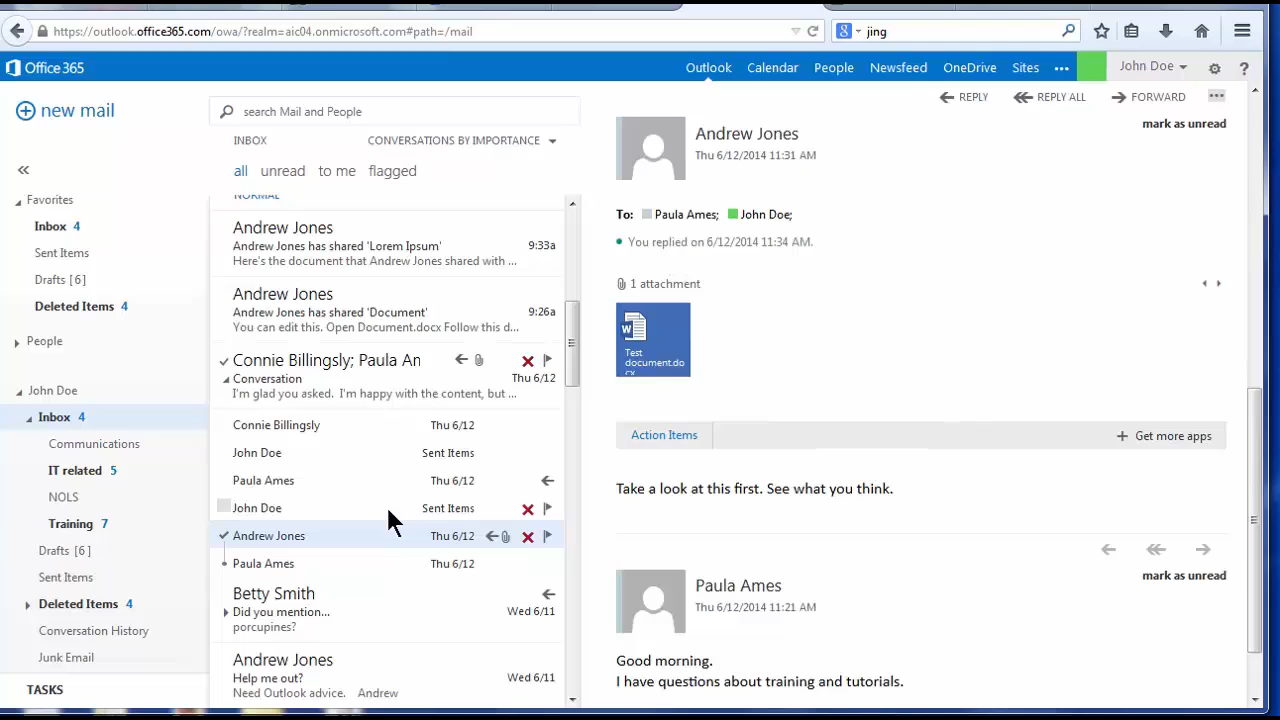 https://outlook.office365.com/owa/?realm=aic04.onmicrosoft.com#path=/mail
jing
Office 365
Outlook Calendar People Newsfeed OneDrive Sites ••• John Doe ?
new mail
search Mail and People
INBOX CONVERSATIONS BY IMPORTANCE
all unread to me flagged
«
Favorites
Inbox 4
Sent Items
Drafts [6]
Deleted Items 4
People
John Doe
Inbox 4
Communications
IT related 5
NOLS
Training 7
Drafts [6]
Sent Items
Deleted Items 4
Conversation History
Junk Email
TASKS
NORMAL
Andrew Jones
Andrew Jones has shared 'Lorem Ipsum' 9:33a
Here's the document that Andrew Jones shared with ...
Andrew Jones
Andrew Jones has shared 'Document' 9:26a
You can edit this. Open Document.docx Follow this d...
Connie Billingsly; Paula An
Conversation Thu 6/12
I'm glad you asked. I'm happy with the content, but ...
Connie Billingsly Thu 6/12
John Doe Sent Items
Paula Ames Thu 6/12
John Doe Sent Items
Andrew Jones Thu 6/12
Paula Ames Thu 6/12
Betty Smith
Did you mention... Wed 6/11
porcupines?
Andrew Jones
Help me out? Wed 6/11
Need Outlook advice. Andrew
REPLY REPLY ALL FORWARD •••
mark as unread
Andrew Jones
Thu 6/12/2014 11:31 AM
To: Paula Ames; John Doe;
You replied on 6/12/2014 11:34 AM.
1 attachment
Test
document.do
cx
Action Items + Get more apps
Take a look at this first. See what you think.
mark as unread
Paula Ames
Thu 6/12/2014 11:21 AM
Good morning.
I have questions about training and tutorials.